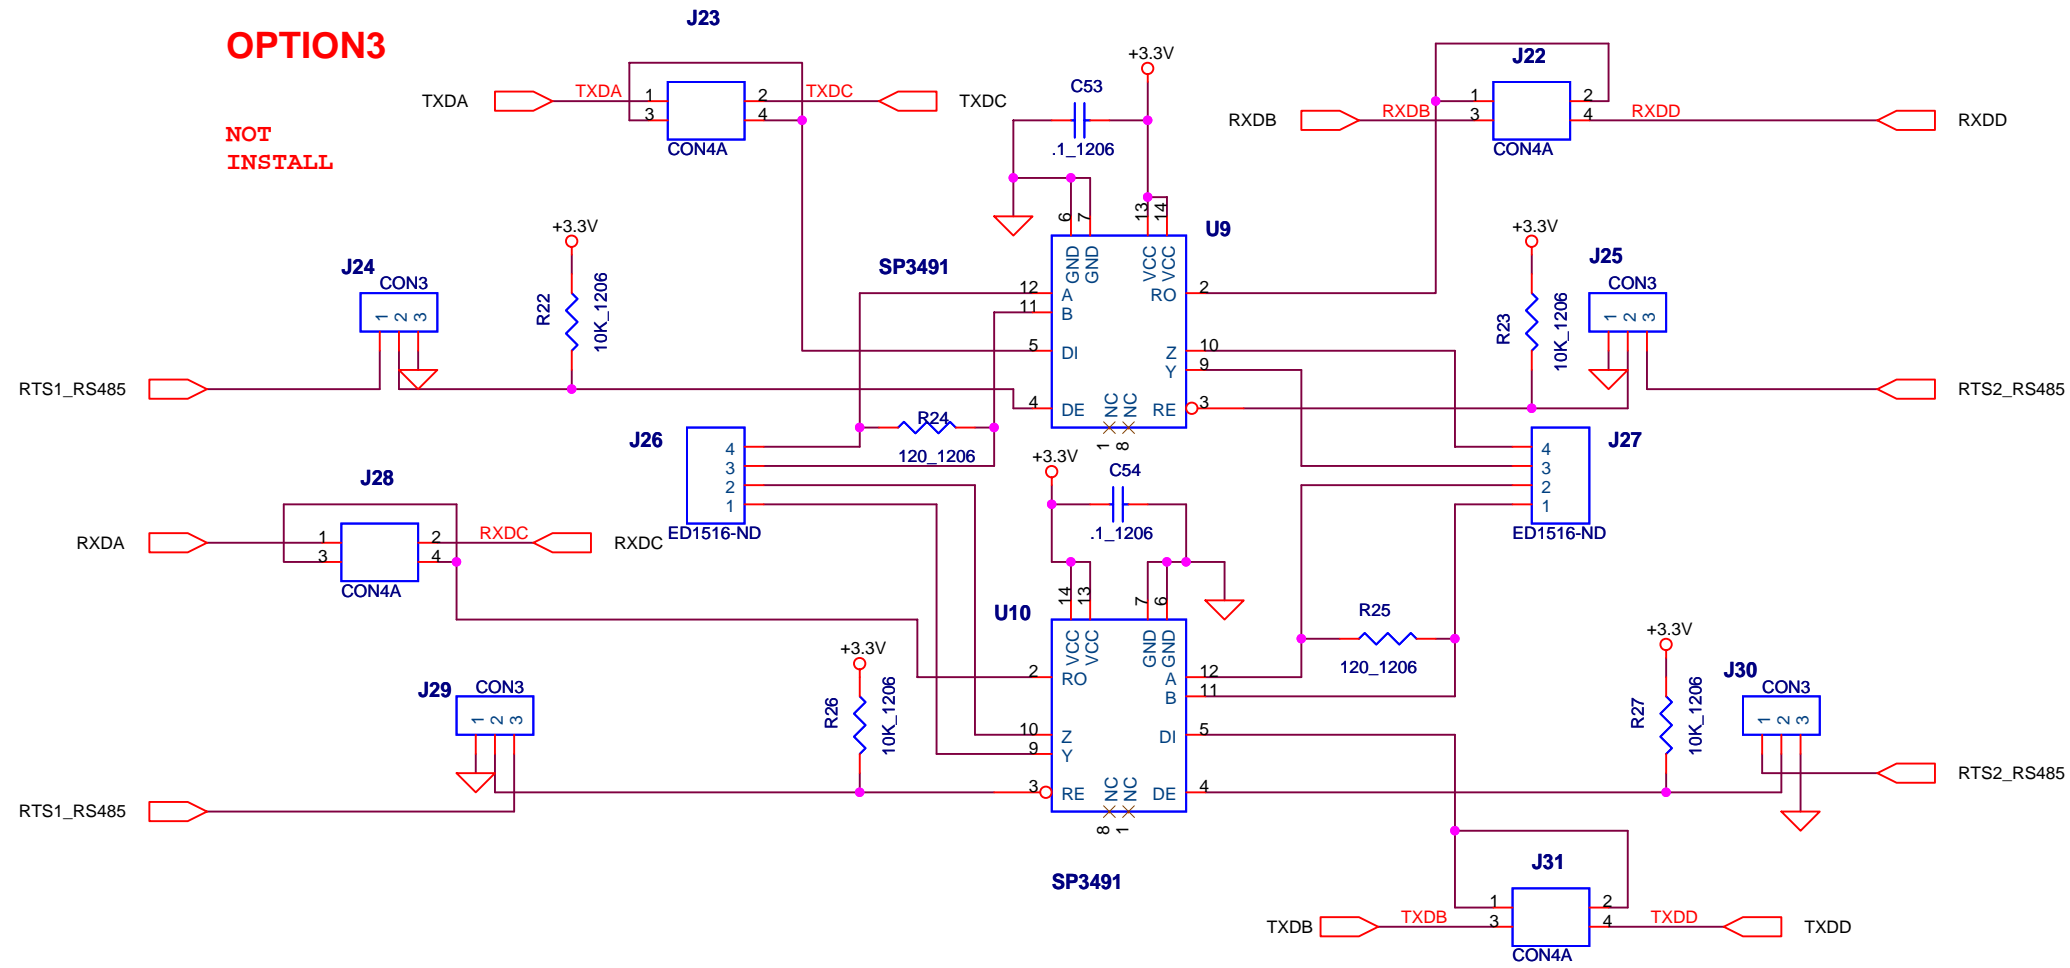 OPTION3
NOT
INSTALL
J23
TXDA
TXDA
1
3
2
4
TXDC
TXDC
CON4A
+3.3V
C53
.1_1206
J22
RXDB
RXDB
1
3
2
4
RXDD
RXDD
CON4A
6
7
13
14
U9
SP3491
GND
GND
VCC
VCC
12
A
11
B
5
DI
4
DE
RO
2
Z
10
Y
9
RE
3
NC
NC
1
8
J24
CON3
1
2
3
RTS1_RS485
+3.3V
R22
10K_1206
+3.3V
R23
10K_1206
J25
CON3
1
2
3
RTS2_RS485
R24
120_1206
J26
4
3
2
1
ED1516-ND
J27
4
3
2
1
ED1516-ND
J28
RXDA
1
3
2
4
RXDC
RXDC
CON4A
+3.3V
C54
.1_1206
14
13
7
6
U10
VCC
VCC
GND
GND
2
RO
10
Z
9
Y
3
RE
A
12
B
11
DI
5
DE
4
NC
NC
8
1
SP3491
R25
120_1206
J29
CON3
1
2
3
RTS1_RS485
+3.3V
R26
10K_1206
+3.3V
R27
10K_1206
J30
CON3
1
2
3
RTS2_RS485
J31
TXDB
TXDB
1
3
2
4
TXDD
TXDD
CON4A